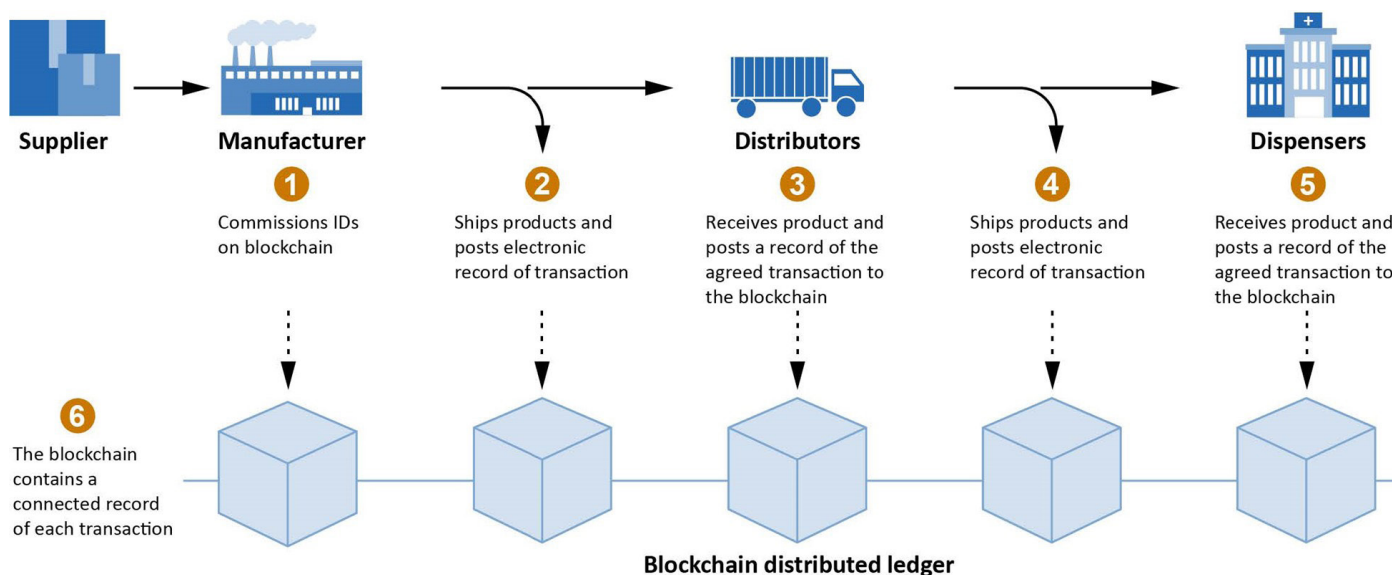 Supplier
Manufacturer
Distributors
Dispensers
1
Commissions IDs
on blockchain
2
Ships products and
posts electronic
record of transaction
3
Receives product and
posts a record of the
agreed transaction to
the blockchain
4
Ships products and
posts electronic
record of transaction
5
Receives product and
posts a record of the
agreed transaction to
the blockchain
6
The blockchain
contains a
connected record
of each transaction
Blockchain distributed ledger